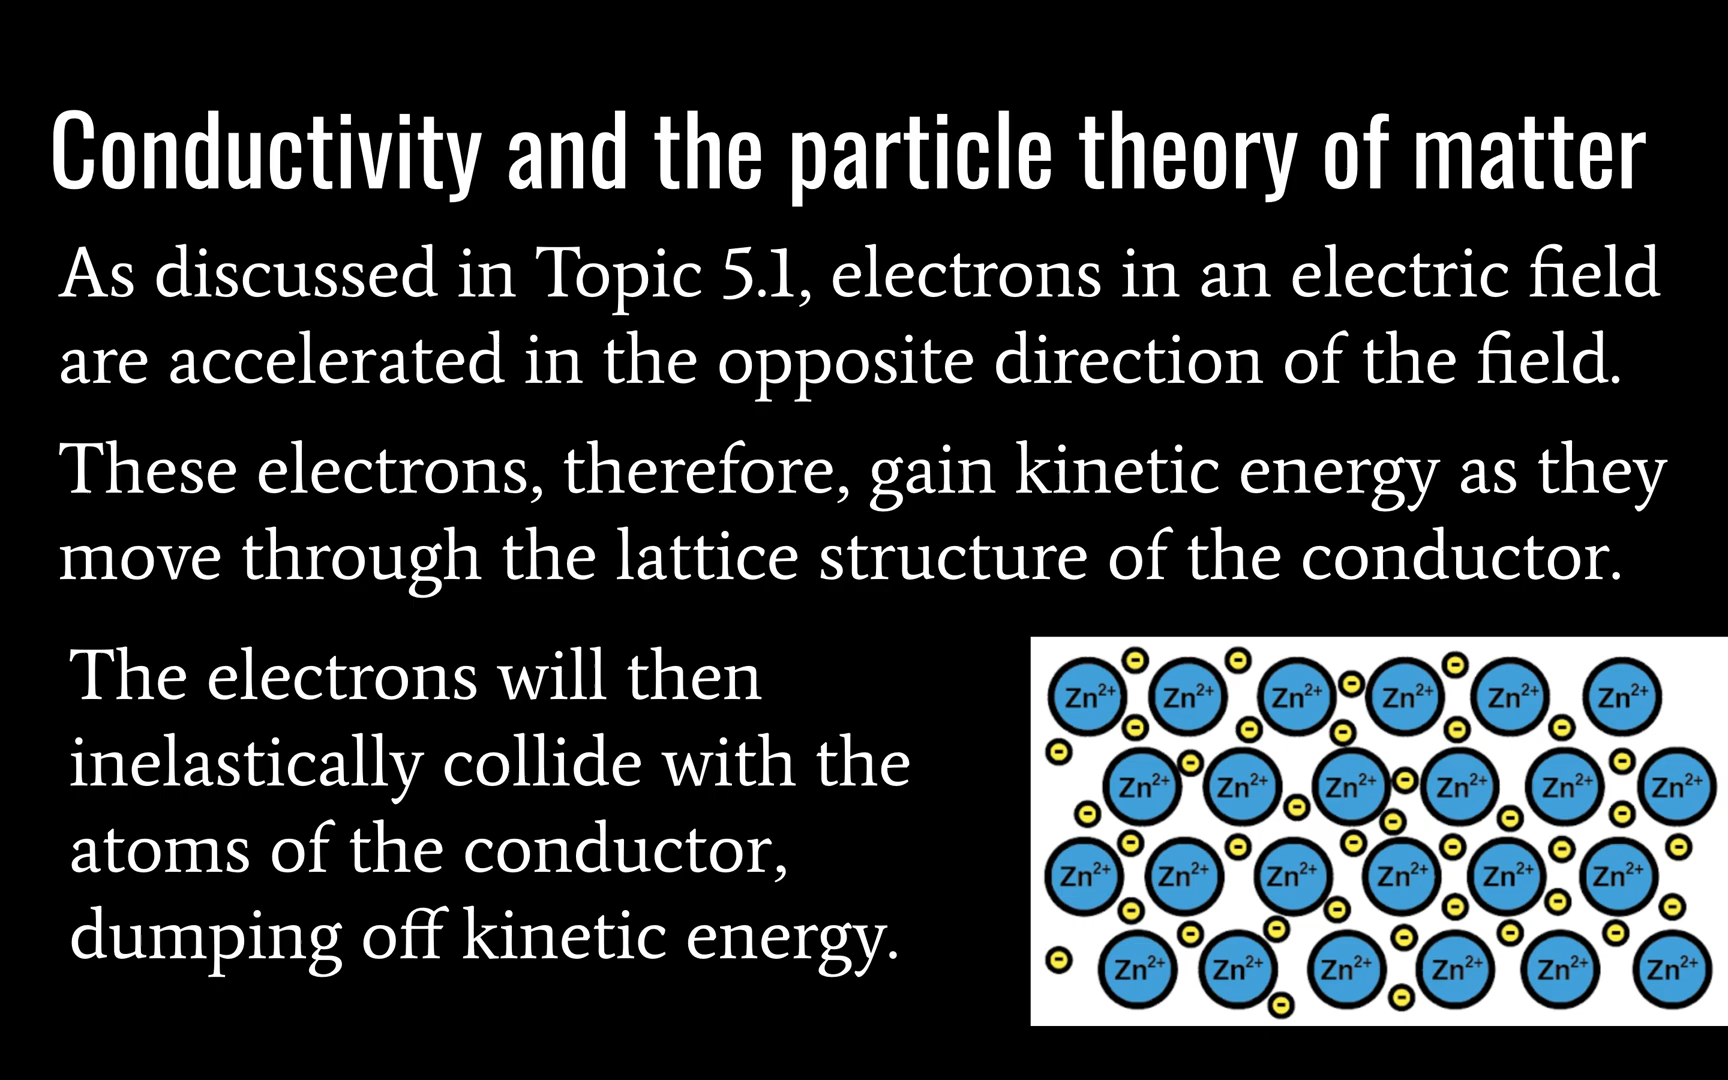 Conductivity and the particle theory of matter
As discussed in Topic 5.1, electrons in an electric field
are accelerated in the opposite direction of the field.
These electrons, therefore, gain kinetic energy as they
move through the lattice structure of the conductor.
The electrons will then
inelastically collide with the
atoms of the conductor,
dumping off kinetic energy.
Zn²⁺ Zn²⁺ Zn²⁺ Zn²⁺ Zn²⁺ Zn²⁺
Zn²⁺ Zn²⁺ Zn²⁺ Zn²⁺ Zn²⁺ Zn²⁺
Zn²⁺ Zn²⁺ Zn²⁺ Zn²⁺ Zn²⁺ Zn²⁺
Zn²⁺ Zn²⁺ Zn²⁺ Zn²⁺ Zn²⁺ Zn²⁺